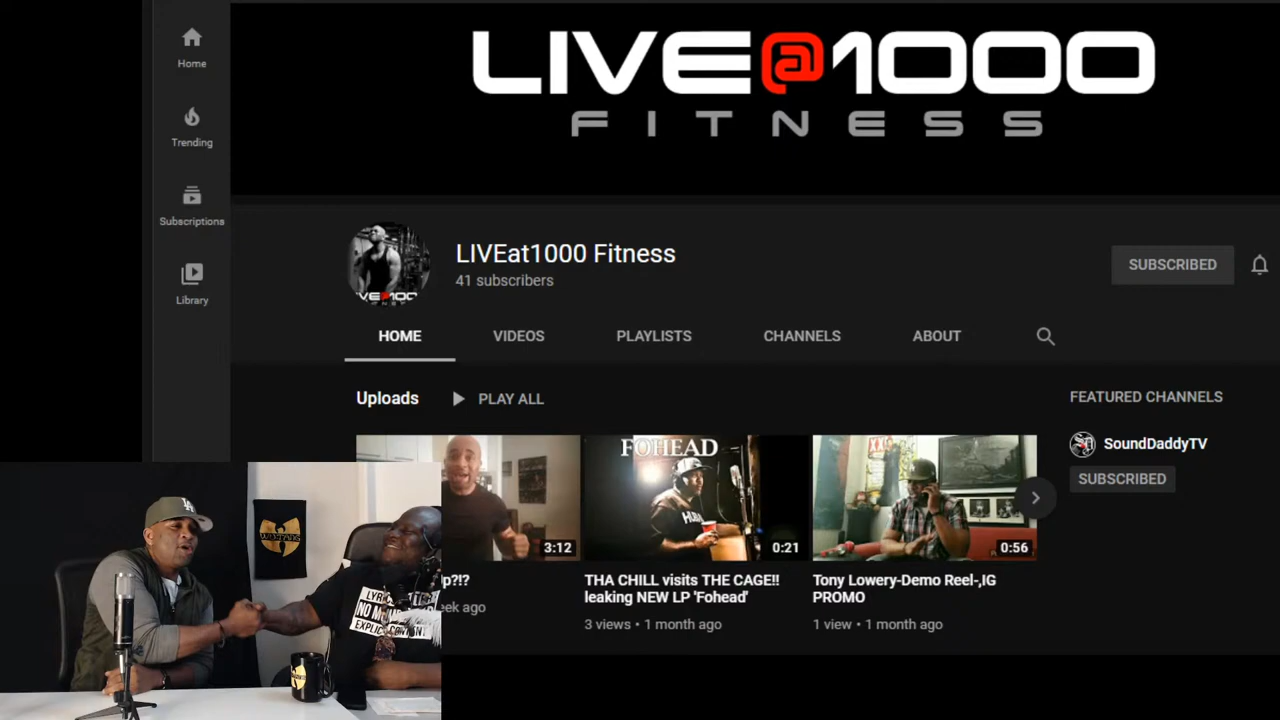 Home
LIVE@1000
FITNESS
Trending
Subscriptions
Library
LIVEat1000 Fitness
41 subscribers
SUBSCRIBED
HOME
VIDEOS
PLAYLISTS
CHANNELS
ABOUT
Uploads
PLAY ALL
FEATURED CHANNELS
SoundDaddyTV
SUBSCRIBED
FOHEAD
3:12
0:21
0:56
p?!?
eek ago
THA CHILL visits THE CAGE!!
leaking NEW LP 'Fohead'
3 views • 1 month ago
Tony Lowery-Demo Reel-,IG
PROMO
1 view • 1 month ago